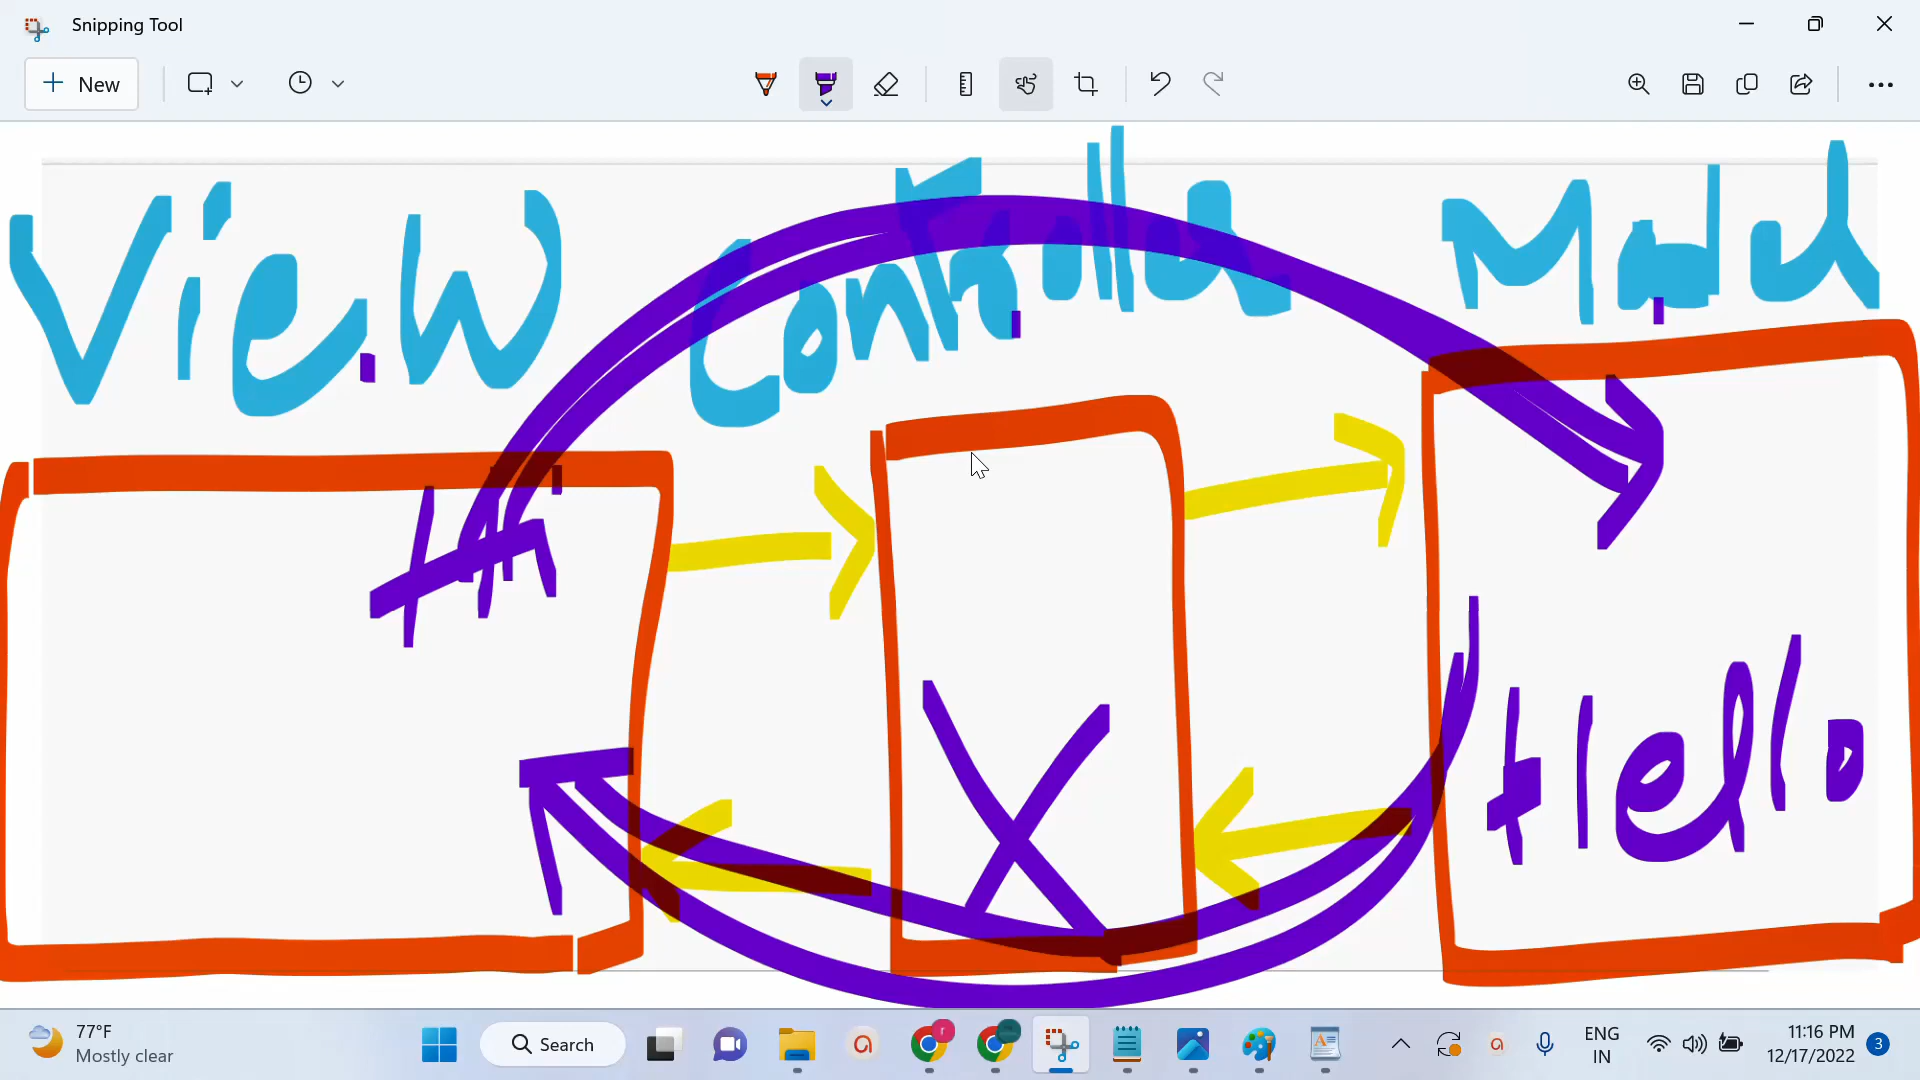 Snipping Tool
New
View Controller Model
Hello
77°F
Mostly clear
Search
ENG
IN
11:16 PM
12/17/2022
3